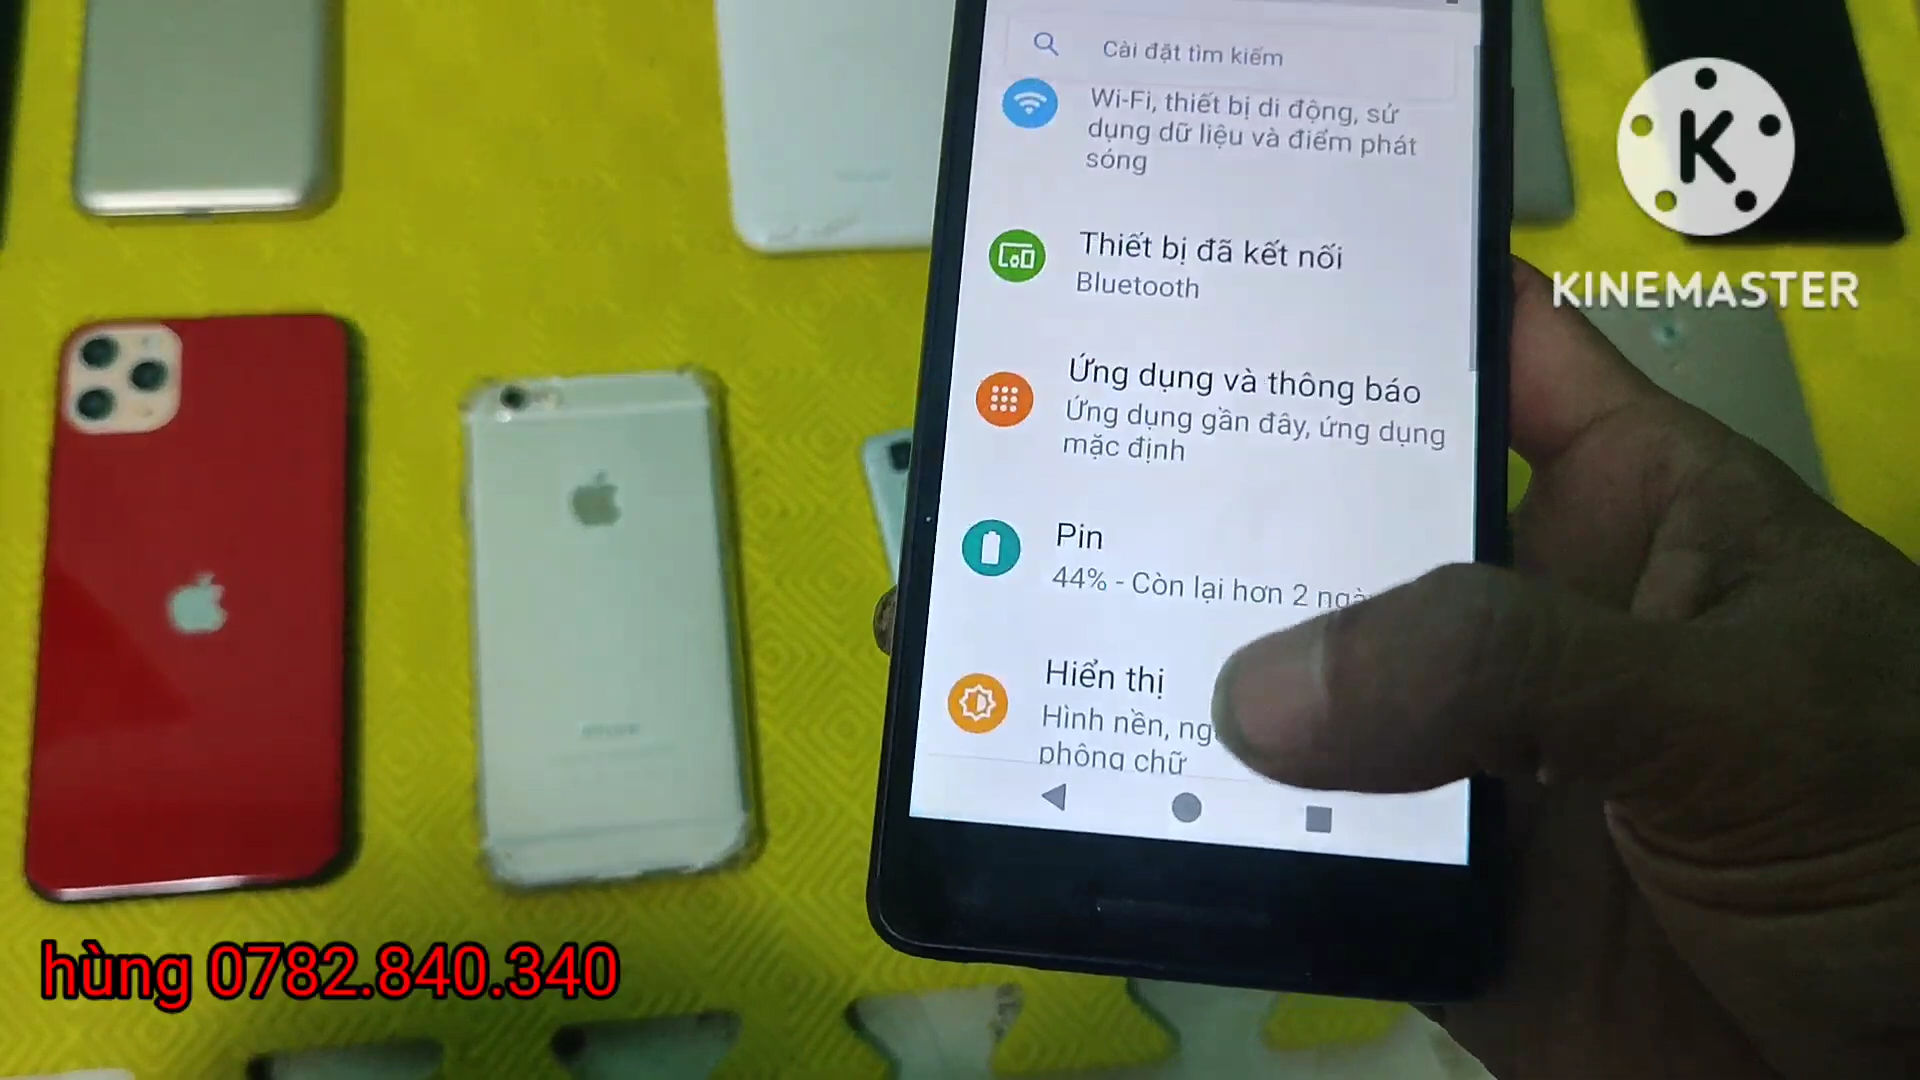 Cài đặt tìm kiếm
Wi-Fi, thiết bị di động, sử
dụng dữ liệu và điểm phát
sóng
Thiết bị đã kết nối
Bluetooth
Ứng dụng và thông báo
Ứng dụng gần đây, ứng dụng
mặc định
Pin
44% - Còn lại hơn 2
Hiển thị
Hình nền,
phông chữ
K
KINEMASTER
hùng 0782.840.340